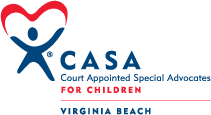 ® CASA
Court Appointed Special Advocates
FOR CHILDREN
VIRGINIA BEACH